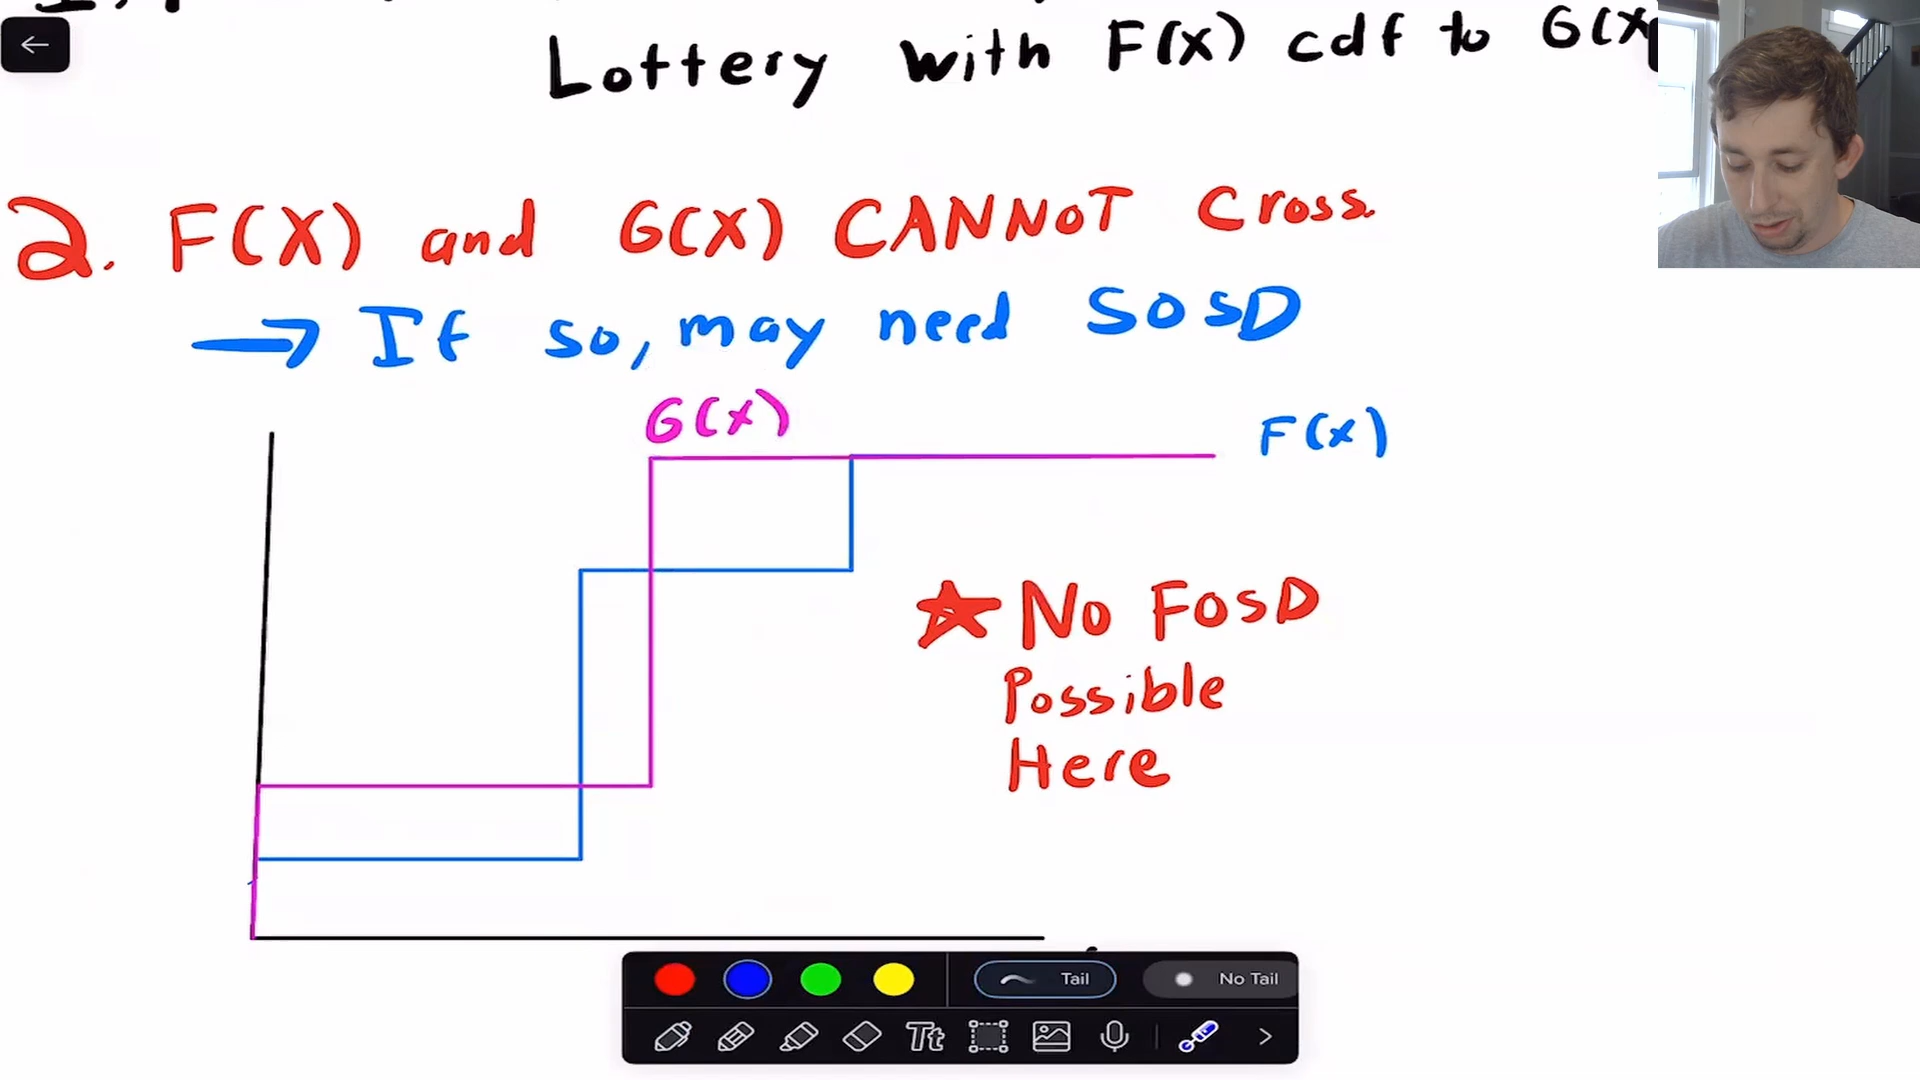 Lottery with F(x) cdf to G(x
2. F(X) and G(X) CANNOT Cross.
→ If so, may need SOSD
G(x)
F(x)
★ No FOSD
Possible
Here
Tail
No Tail
Tt